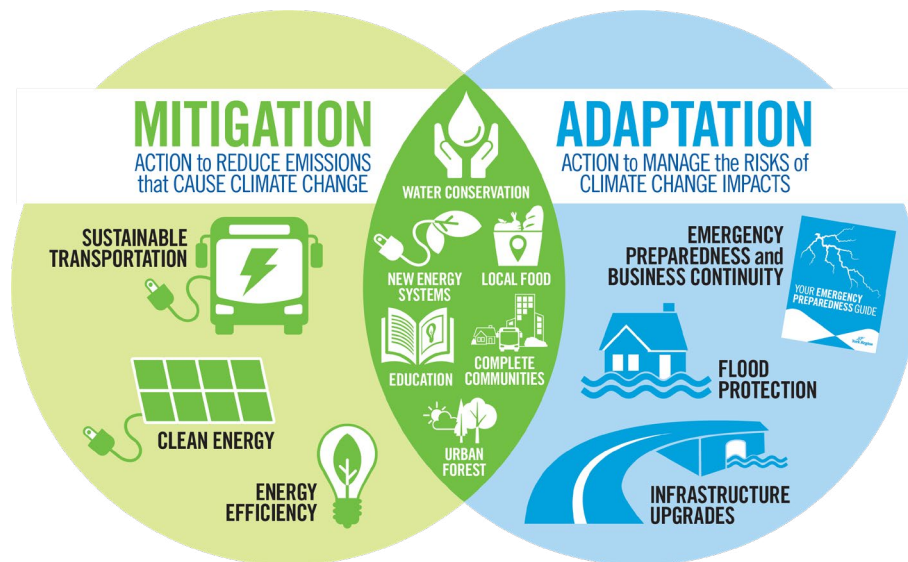 MITIGATION
ACTION to REDUCE EMISSIONS
that CAUSE CLIMATE CHANGE
SUSTAINABLE
TRANSPORTATION
CLEAN ENERGY
ENERGY
EFFICIENCY
WATER CONSERVATION
NEW ENERGY
SYSTEMS
LOCAL FOOD
EDUCATION
COMPLETE
COMMUNITIES
URBAN
FOREST
ADAPTATION
ACTION to MANAGE the RISKS of
CLIMATE CHANGE IMPACTS
EMERGENCY
PREPAREDNESS and
BUSINESS CONTINUITY
YOUR EMERGENCY
PREPAREDNESS GUIDE
FLOOD
PROTECTION
INFRASTRUCTURE
UPGRADES